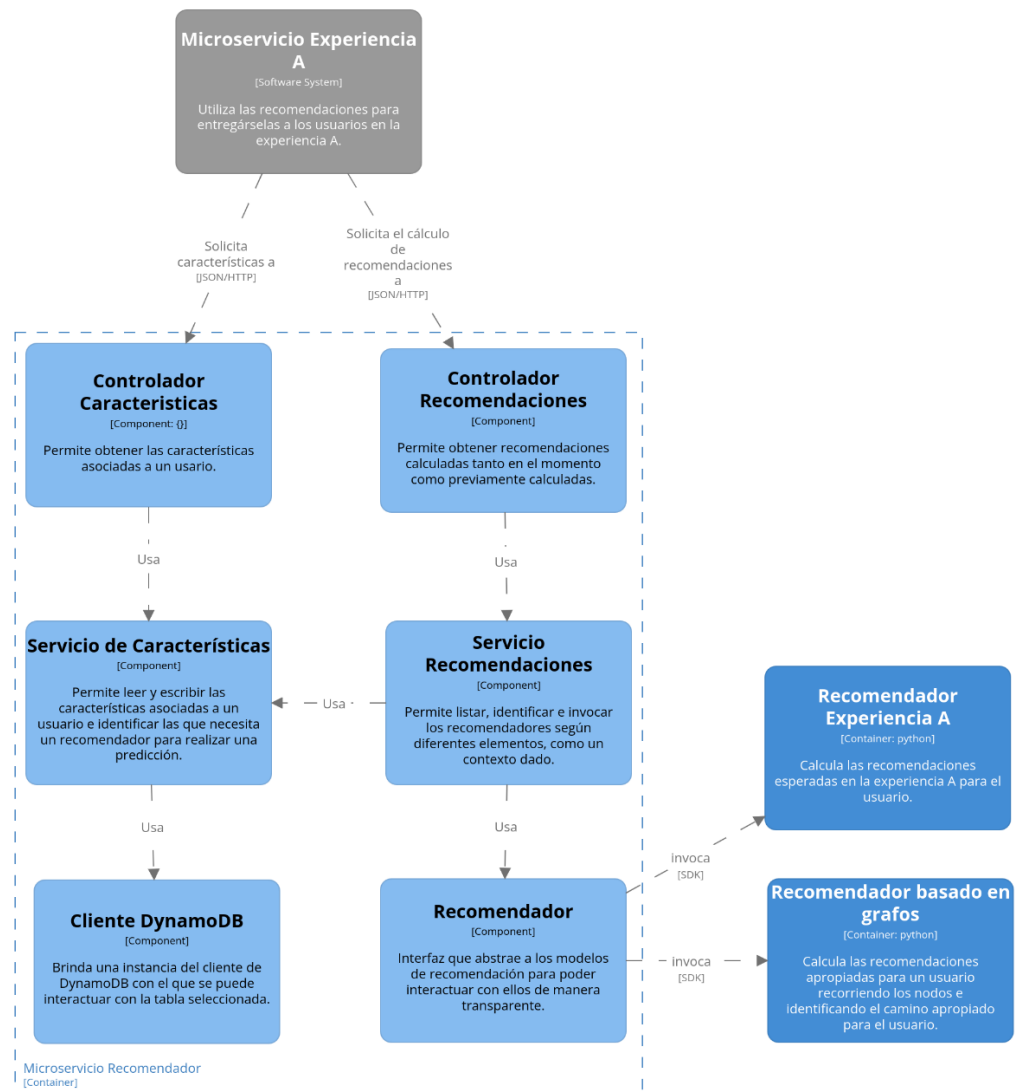 Microservicio Experiencia
A
[Software System]
Utiliza las recomendaciones para
entregárselas a los usuarios en la
experiencia A.
Solicita
características a
[JSON/HTTP]
Solicita el cálculo
de
recomendaciones
a
[JSON/HTTP]
Controlador
Caracteristicas
[Component: {}]
Permite obtener las características
asociadas a un usario.
Controlador
Recomendaciones
[Component]
Permite obtener recomendaciones
calculadas tanto en el momento
como previamente calculadas.
Usa
Usa
Servicio de Características
[Component]
Permite leer y escribir las
características asociadas a un
usuario e identificar las que necesita
un recomendador para realizar una
predicción.
Usa
Servicio
Recomendaciones
[Component]
Permite listar, identificar e invocar
los recomendadores según
diferentes elementos, como un
contexto dado.
Recomendador
Experiencia A
[Container: python]
Calcula las recomendaciones
esperadas en la experiencia A para el
usuario.
Usa
Usa
invoca
[SDK]
Cliente DynamoDB
[Component]
Brinda una instancia del cliente de
DynamoDB con el que se puede
interactuar con la tabla seleccionada.
Recomendador
[Component]
Interfaz que abstrae a los modelos
de recomendación para poder
interactuar con ellos de manera
transparente.
invoca
[SDK]
Recomendador basado en
grafos
[Container: python]
Calcula las recomendaciones
apropiadas para un usuario
recorriendo los nodos e
identificando el camino apropiado
para el usuario.
Microservicio Recomendador
[Container]